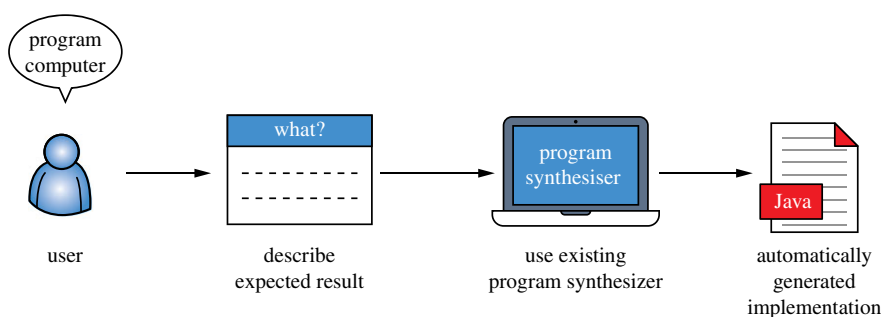 program
computer
what?
program
synthesiser
Java
user
describe
expected result
use existing
program synthesizer
automatically
generated
implementation